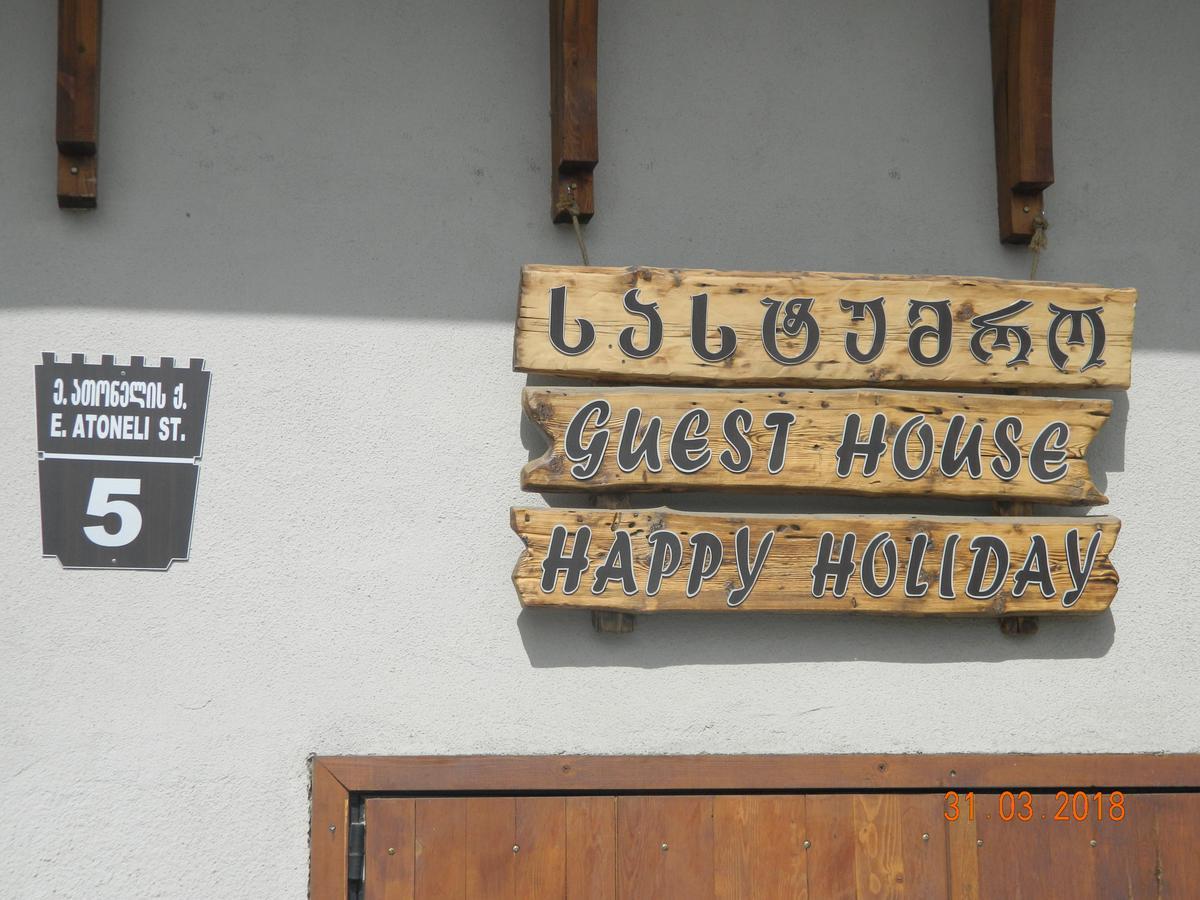 ე. ათონელის ქ.
E. ATONELI ST.
5
სასტუმრო
GUEST HOUSE
HAPPY HOLIDAY
31.03.2018